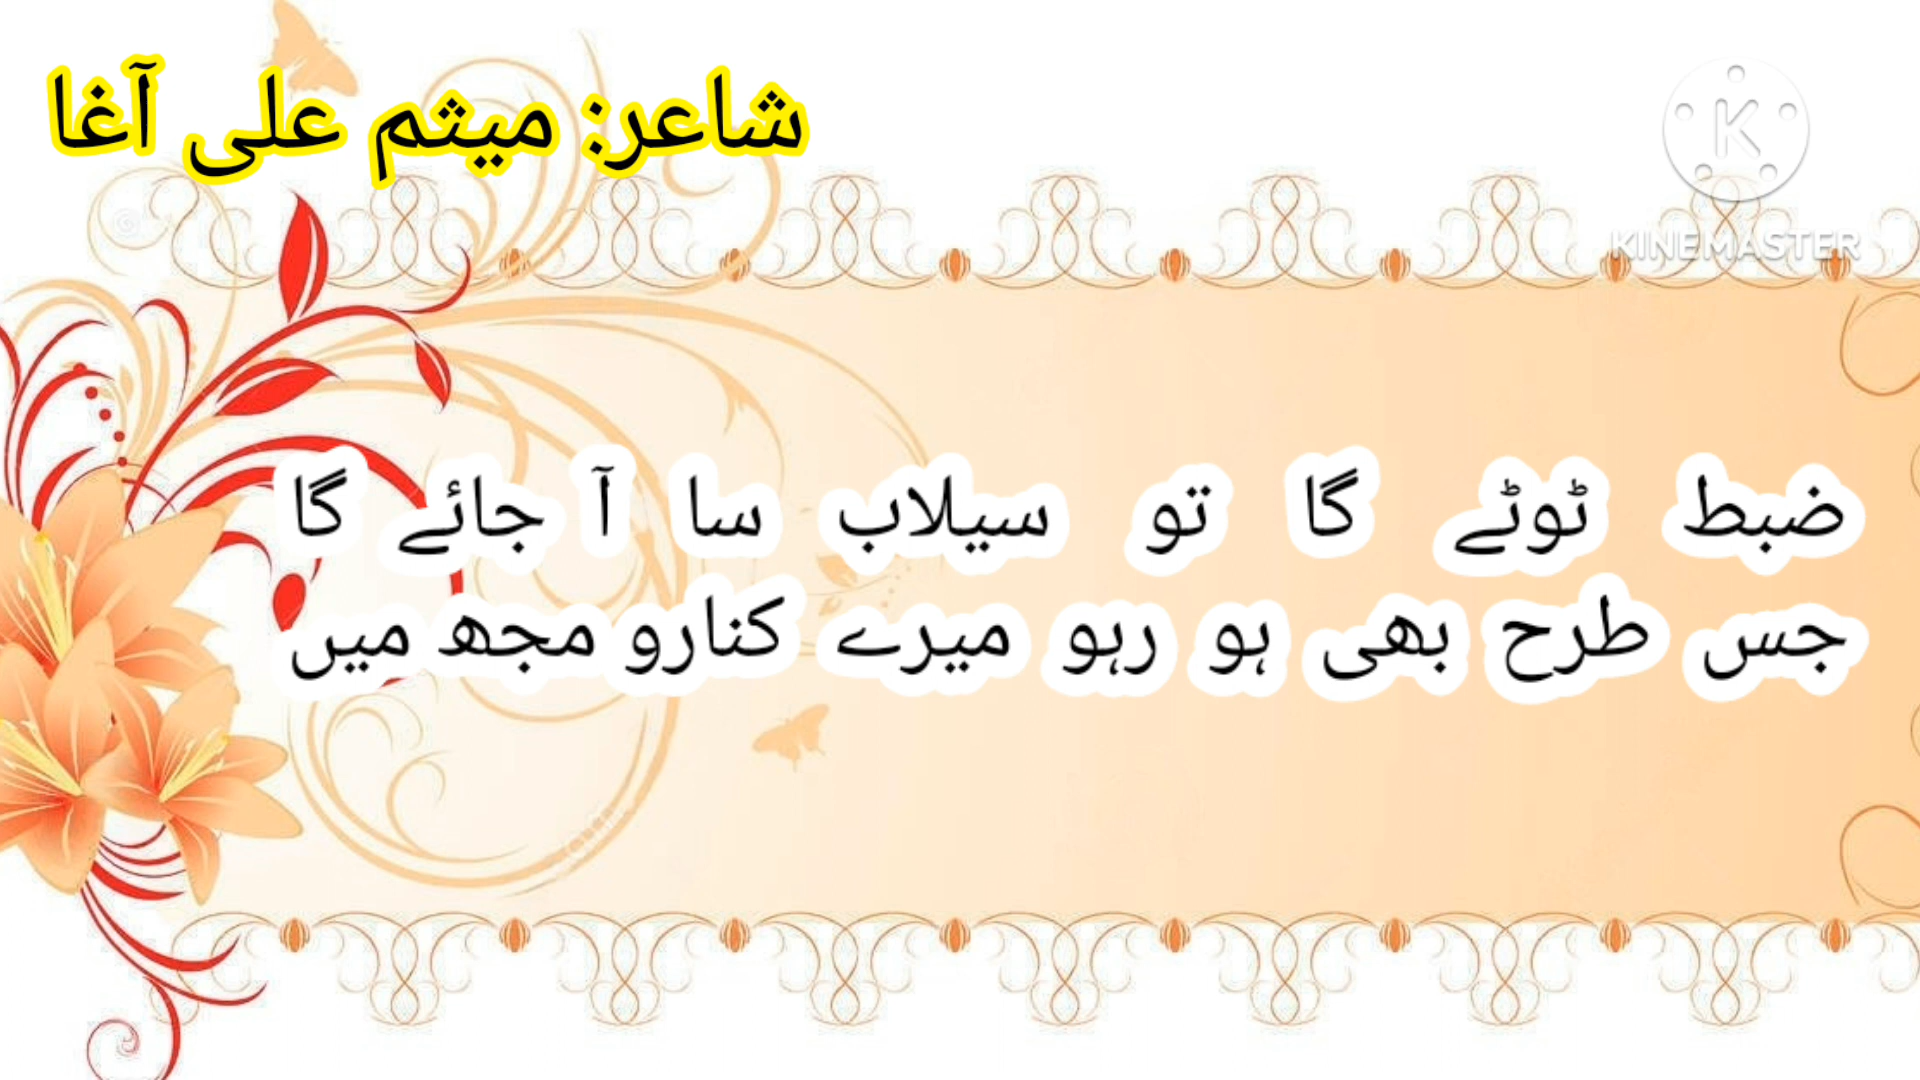 شاعر: میثم علی آغا
KINEMASTER
ضبط ٹوٹے گا تو سیلاب سا آ جائے گا
جس طرح بھی ہو رہو میرے کنارو مجھ میں